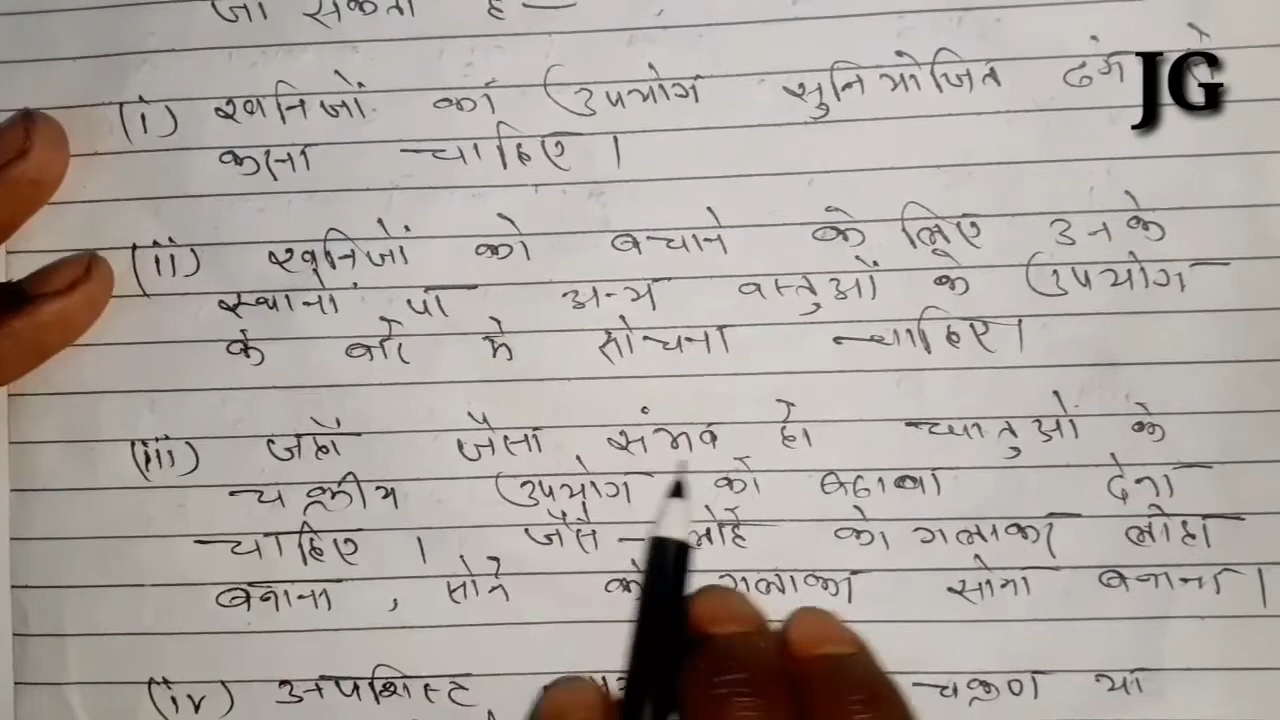 जा सकता है —
(i) खनिजों का उपयोग सुनियोजित ढंग से
JG
करना चाहिए ।
(ii) खनिजों को बचाने के लिए उनके
स्थानों पर अन्य वस्तुओं के उपयोग
के बारे में सोचना चाहिए ।
(iii) जहाँ जैसा संभव हो धातुओं के
चक्रीय उपयोग को बढावा देना
चाहिए । जैसे – लोहे को गलाकर लोहा
बनाना , सोने को गलाकर सोना बनाना ।
(iv) अपशिष्ट चक्रण या